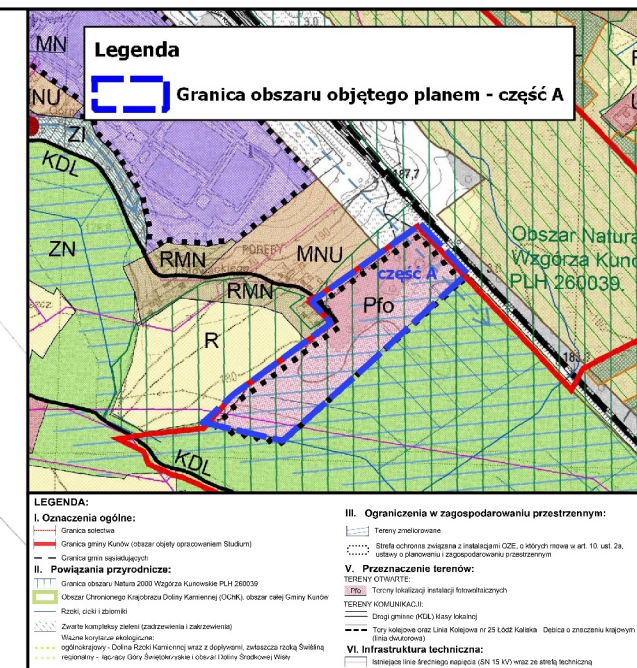 MN
3.0
Legenda
Granica obszaru objętego planem - część A
NU
ZI
KDL
187,7
ZN
RMN
PORĘBY
MNU
Obszar Natura
Wzgórza Kuno
PLH 260039
część A
RMN
Pfo
R
KDL
LEGENDA:
I. Oznaczenia ogólne:
Granica sołectwa
Granica gminy Kunów (obszar objęty opracowaniem Studium)
Granica gmin sąsiadujących
II. Powiązania przyrodnicze:
Granica obszaru Natura 2000 Wzgórza Kunowskie PLH 260039
Obszar Chronionego Krajobrazu Doliny Kamiennej (OChK), obszar całej Gminy Kunów
Rzeki, cieki i zbiorniki
Zwarte kompleksy zieleni (zadrzewienia i zakrzewienia)
Ważne korytarze ekologiczne:
ogólnokrajowy - Dolina Rzeki Kamiennej wraz z dopływami, zwłaszcza rzeką Świśliną
regionalny - łączący Góry Świętokrzyskie i obszar Doliny Środkowej Wisły
III. Ograniczenia w zagospodarowaniu przestrzennym:
Tereny zmeliorowane
Strefa ochronna związana z instalacjami OZE, o których mowa w art. 10. ust. 2a,
ustawy o planowaniu i zagospodarowaniu przestrzennym
V. Przeznaczenie terenów:
TERENY OTWARTE:
Pfo Tereny lokalizacji instalacji fotowoltaicznych
TERENY KOMUNIKACJI:
Drogi gminne (KDL) klasy lokalnej
Tory kolejowe oraz Linia Kolejowa nr 25 Łódź Kaliska Dębica o znaczeniu krajowym
(linia dwutorowa)
VI. Infrastruktura techniczna:
Istniejące linie średniego napięcia (SN 15 kV) wraz ze strefą techniczną